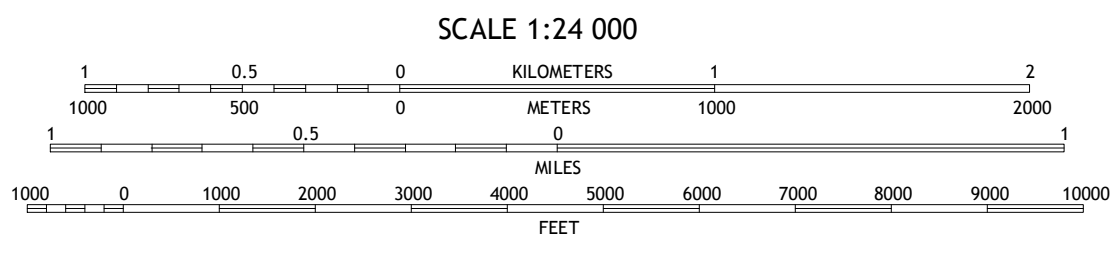 SCALE 1:24 000
1 0.5 0 KILOMETERS 1 2
1000 500 0 METERS 1000 2000
1 0.5 0 1
MILES
1000 0 1000 2000 3000 4000 5000 6000 7000 8000 9000 10000
FEET